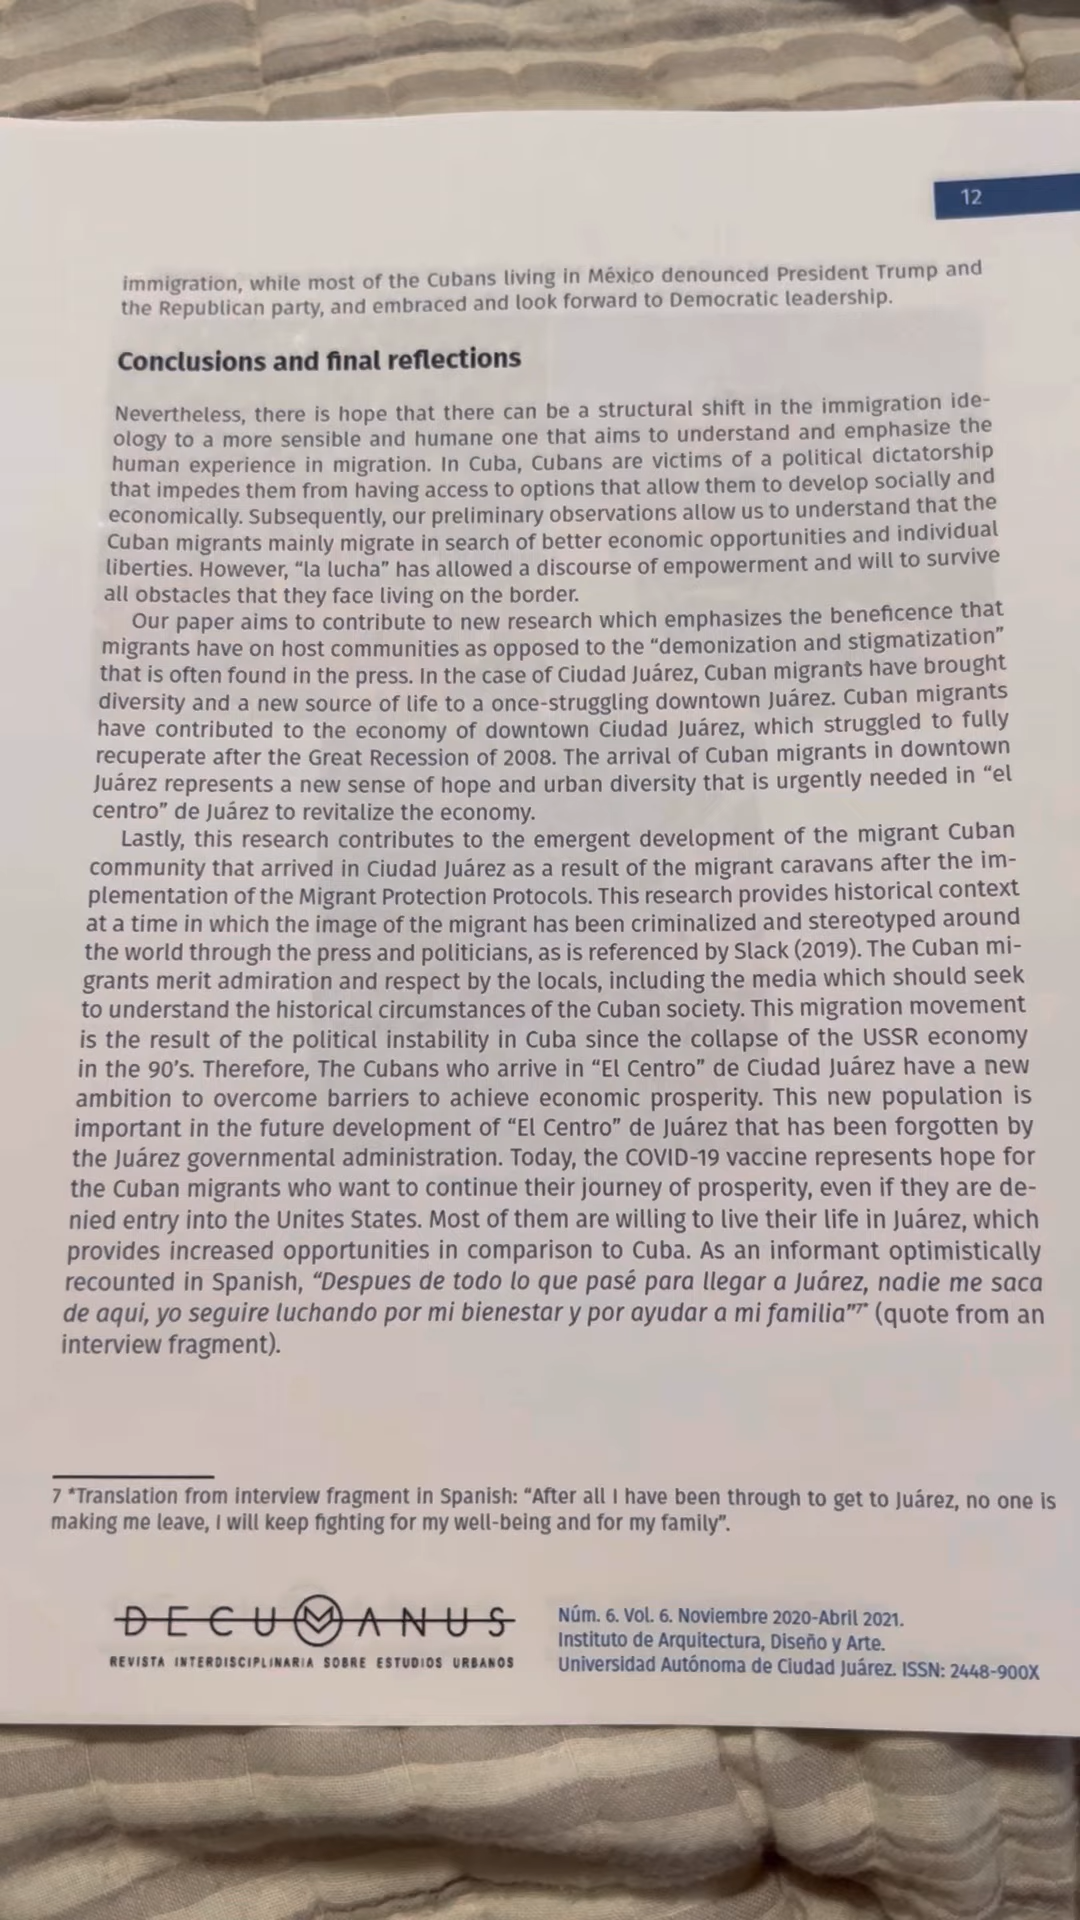 12
immigration, while most of the Cubans living in México denounced President Trump and
the Republican party, and embraced and look forward to Democratic leadership.
Conclusions and final reflections
Nevertheless, there is hope that there can be a structural shift in the immigration ide-
ology to a more sensible and humane one that aims to understand and emphasize the
human experience in migration. In Cuba, Cubans are victims of a political dictatorship
that impedes them from having access to options that allow them to develop socially and
economically. Subsequently, our preliminary observations allow us to understand that the
Cuban migrants mainly migrate in search of better economic opportunities and individual
liberties. However, “la lucha” has allowed a discourse of empowerment and will to survive
all obstacles that they face living on the border.
Our paper aims to contribute to new research which emphasizes the beneficence that
migrants have on host communities as opposed to the “demonization and stigmatization”
that is often found in the press. In the case of Ciudad Juárez, Cuban migrants have brought
diversity and a new source of life to a once-struggling downtown Juárez. Cuban migrants
have contributed to the economy of downtown Ciudad Juárez, which struggled to fully
recuperate after the Great Recession of 2008. The arrival of Cuban migrants in downtown
Juárez represents a new sense of hope and urban diversity that is urgently needed in “el
centro” de Juárez to revitalize the economy.
Lastly, this research contributes to the emergent development of the migrant Cuban
community that arrived in Ciudad Juárez as a result of the migrant caravans after the im-
plementation of the Migrant Protection Protocols. This research provides historical context
at a time in which the image of the migrant has been criminalized and stereotyped around
the world through the press and politicians, as is referenced by Slack (2019). The Cuban mi-
grants merit admiration and respect by the locals, including the media which should seek
to understand the historical circumstances of the Cuban society. This migration movement
is the result of the political instability in Cuba since the collapse of the USSR economy
in the 90’s. Therefore, The Cubans who arrive in “El Centro” de Ciudad Juárez have a new
ambition to overcome barriers to achieve economic prosperity. This new population is
important in the future development of “El Centro” de Juárez that has been forgotten by
the Juárez governmental administration. Today, the COVID-19 vaccine represents hope for
the Cuban migrants who want to continue their journey of prosperity, even if they are de-
nied entry into the Unites States. Most of them are willing to live their life in Juárez, which
provides increased opportunities in comparison to Cuba. As an informant optimistically
recounted in Spanish, “Despues de todo lo que pasé para llegar a Juárez, nadie me saca
de aqui, yo seguire luchando por mi bienestar y por ayudar a mi familia”7* (quote from an
interview fragment).
7 *Translation from interview fragment in Spanish: “After all I have been through to get to Juárez, no one is
making me leave, I will keep fighting for my well-being and for my family”.
DECUMANUS
REVISTA INTERDISCIPLINARIA SOBRE ESTUDIOS URBANOS
Núm. 6. Vol. 6. Noviembre 2020-Abril 2021.
Instituto de Arquitectura, Diseño y Arte.
Universidad Autónoma de Ciudad Juárez. ISSN: 2448-900X